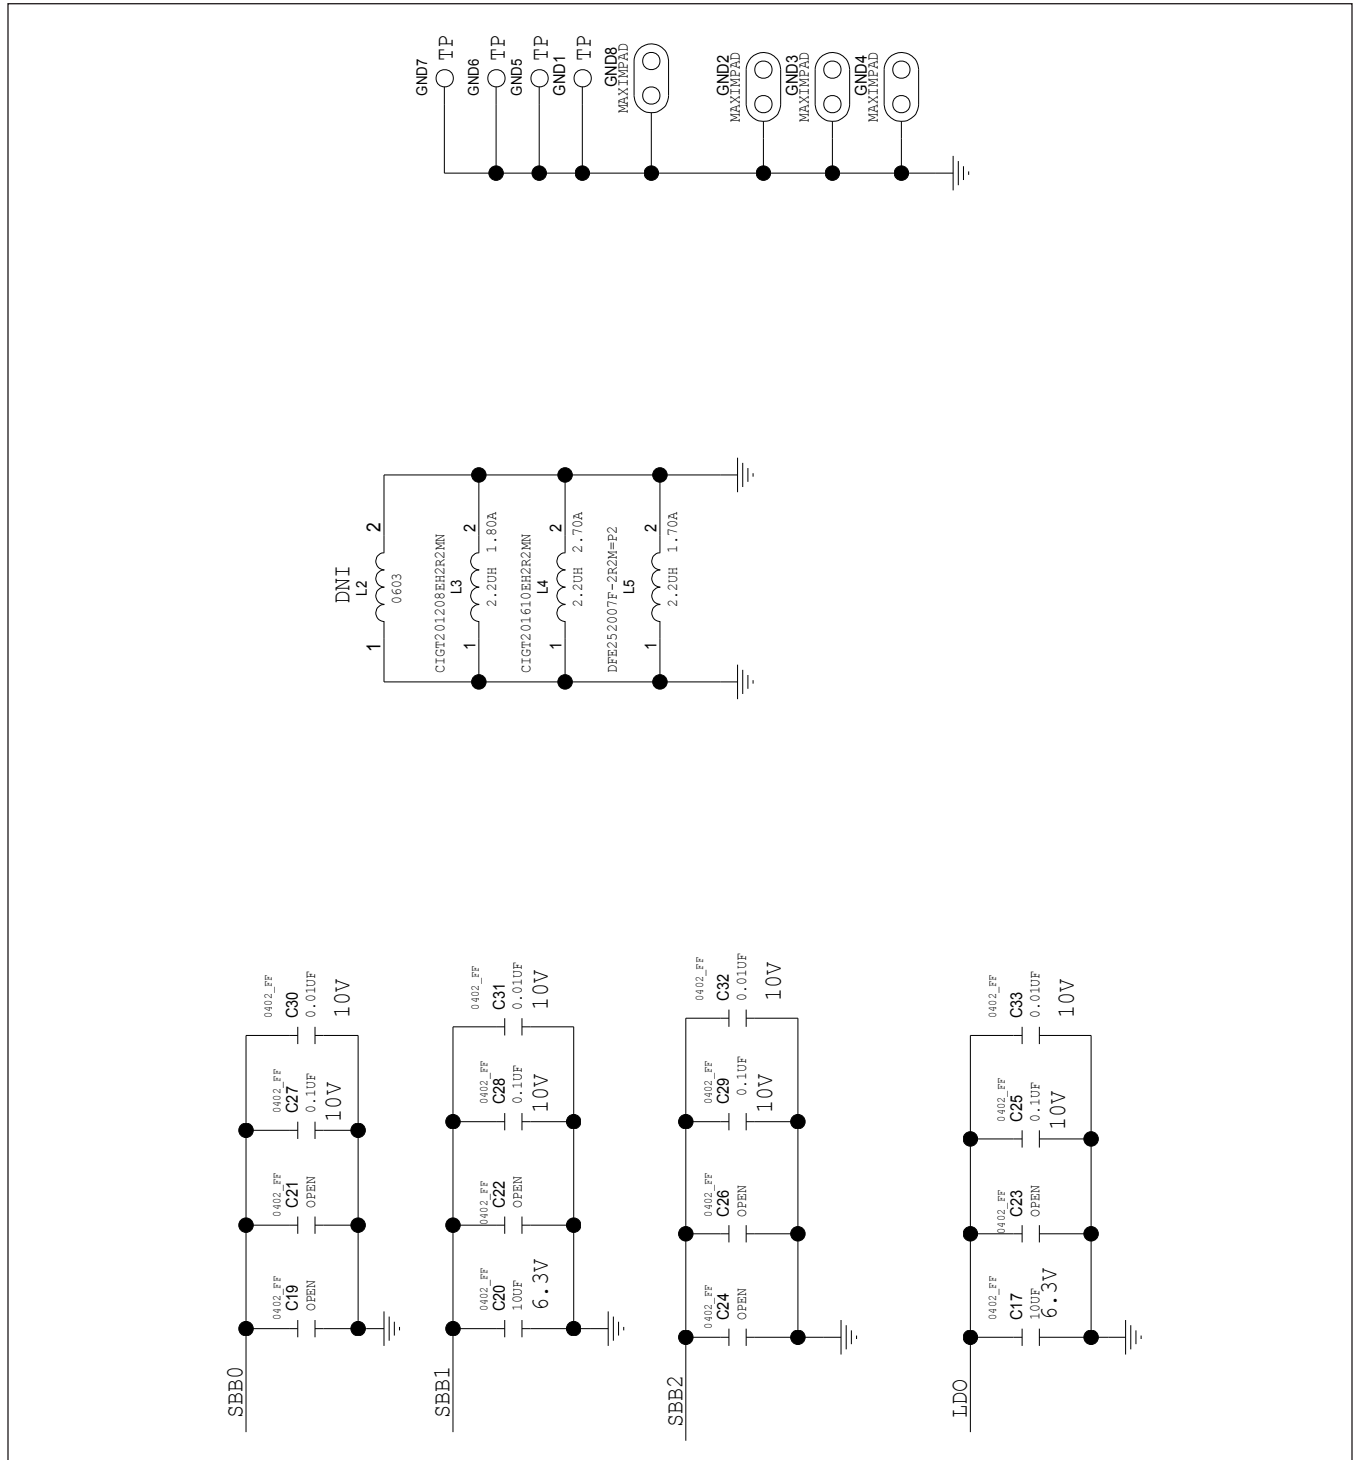 GND7
TP
GND6
TP
GND5
TP
GND1
TP
GND8
MAXIMPAD
GND2
MAXIMPAD
GND3
MAXIMPAD
GND4
MAXIMPAD
DNI
L2
0603
1
2
CIGT201208EH2R2MN
L3
2.2UH 1.80A
1
2
CIGT201610EH2R2MN
L4
2.2UH 2.70A
1
2
DFE252007F-2R2M=P2
L5
2.2UH 1.70A
1
2
0402_FF
C30
0.01UF
10V
0402_FF
C27
0.1UF
10V
0402_FF
C21
OPEN
0402_FF
C19
OPEN
SBB0
0402_FF
C31
0.01UF
10V
0402_FF
C28
0.1UF
10V
0402_FF
C22
OPEN
0402_FF
C20
10UF
6.3V
SBB1
0402_FF
C32
0.01UF
10V
0402_FF
C29
0.1UF
10V
0402_FF
C26
OPEN
0402_FF
C24
OPEN
SBB2
0402_FF
C33
0.01UF
10V
0402_FF
C25
0.1UF
10V
0402_FF
C23
OPEN
0402_FF
C17
10UF
6.3V
LDO